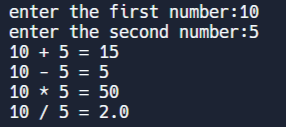 enter the first number:10
enter the second number:5
10 + 5 = 15
10 - 5 = 5
10 * 5 = 50
10 / 5 = 2.0